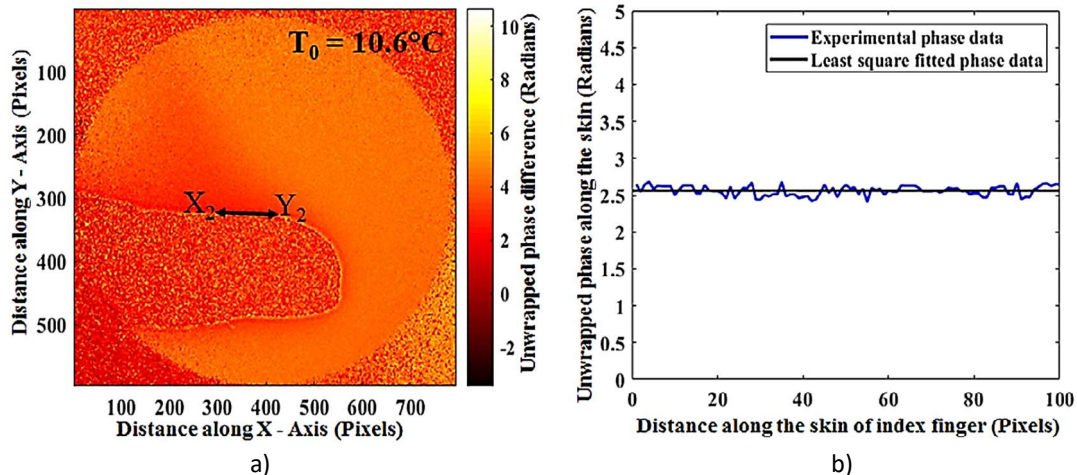 T0 = 10.6°C
Distance along Y - Axis (Pixels)
100
200
300
400
500
X2
Y2
100 200 300 400 500 600 700
Distance along X - Axis (Pixels)
10
8
6
4
2
0
-2
Unwrapped phase difference (Radians)
a)
Unwrapped phase along the skin (Radians)
5
4.5
4
3.5
3
2.5
2
1.5
1
0.5
0
Experimental phase data
Least square fitted phase data
0 20 40 60 80 100
Distance along the skin of index finger (Pixels)
b)